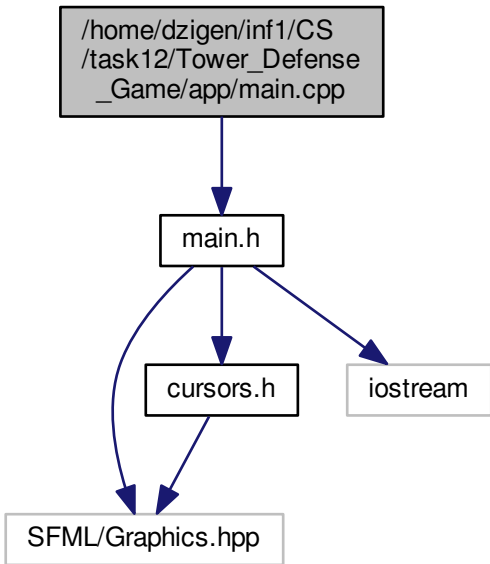 /home/dzigen/inf1/CS
/task12/Tower_Defense
_Game/app/main.cpp
main.h
cursors.h
iostream
SFML/Graphics.hpp